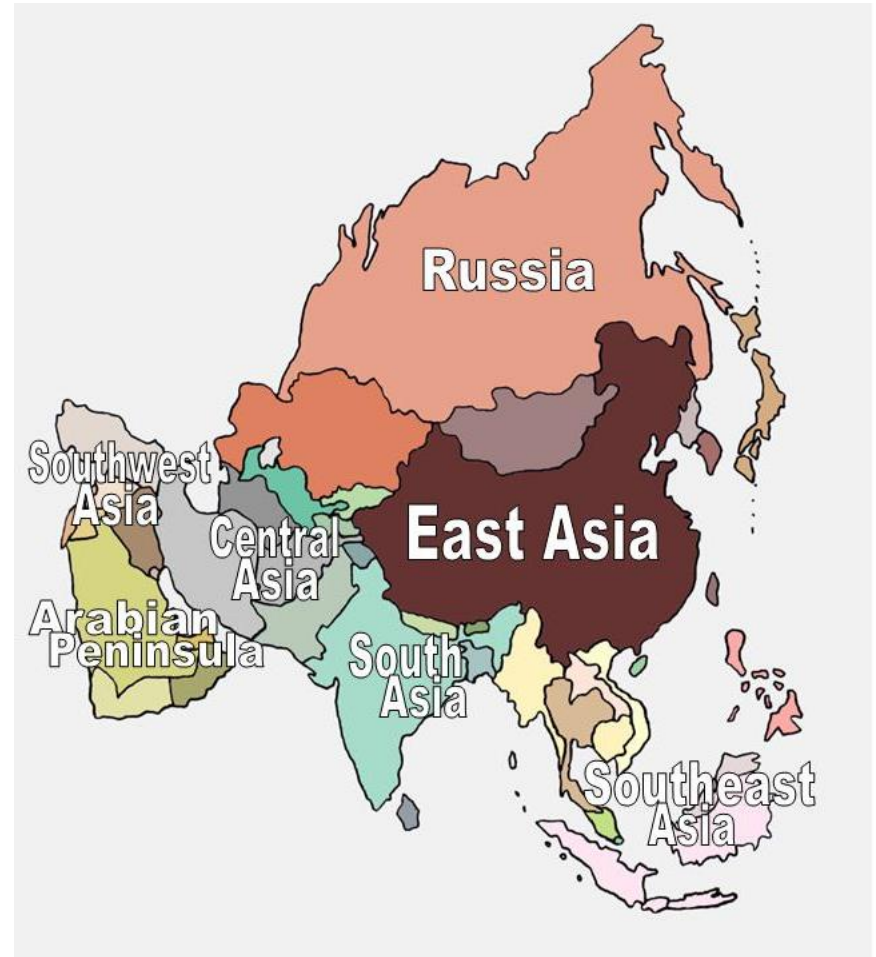 Russia
Southwest
Asia
East Asia
Central
Asia
Arabian
Peninsula
South
Asia
Southeast
Asia